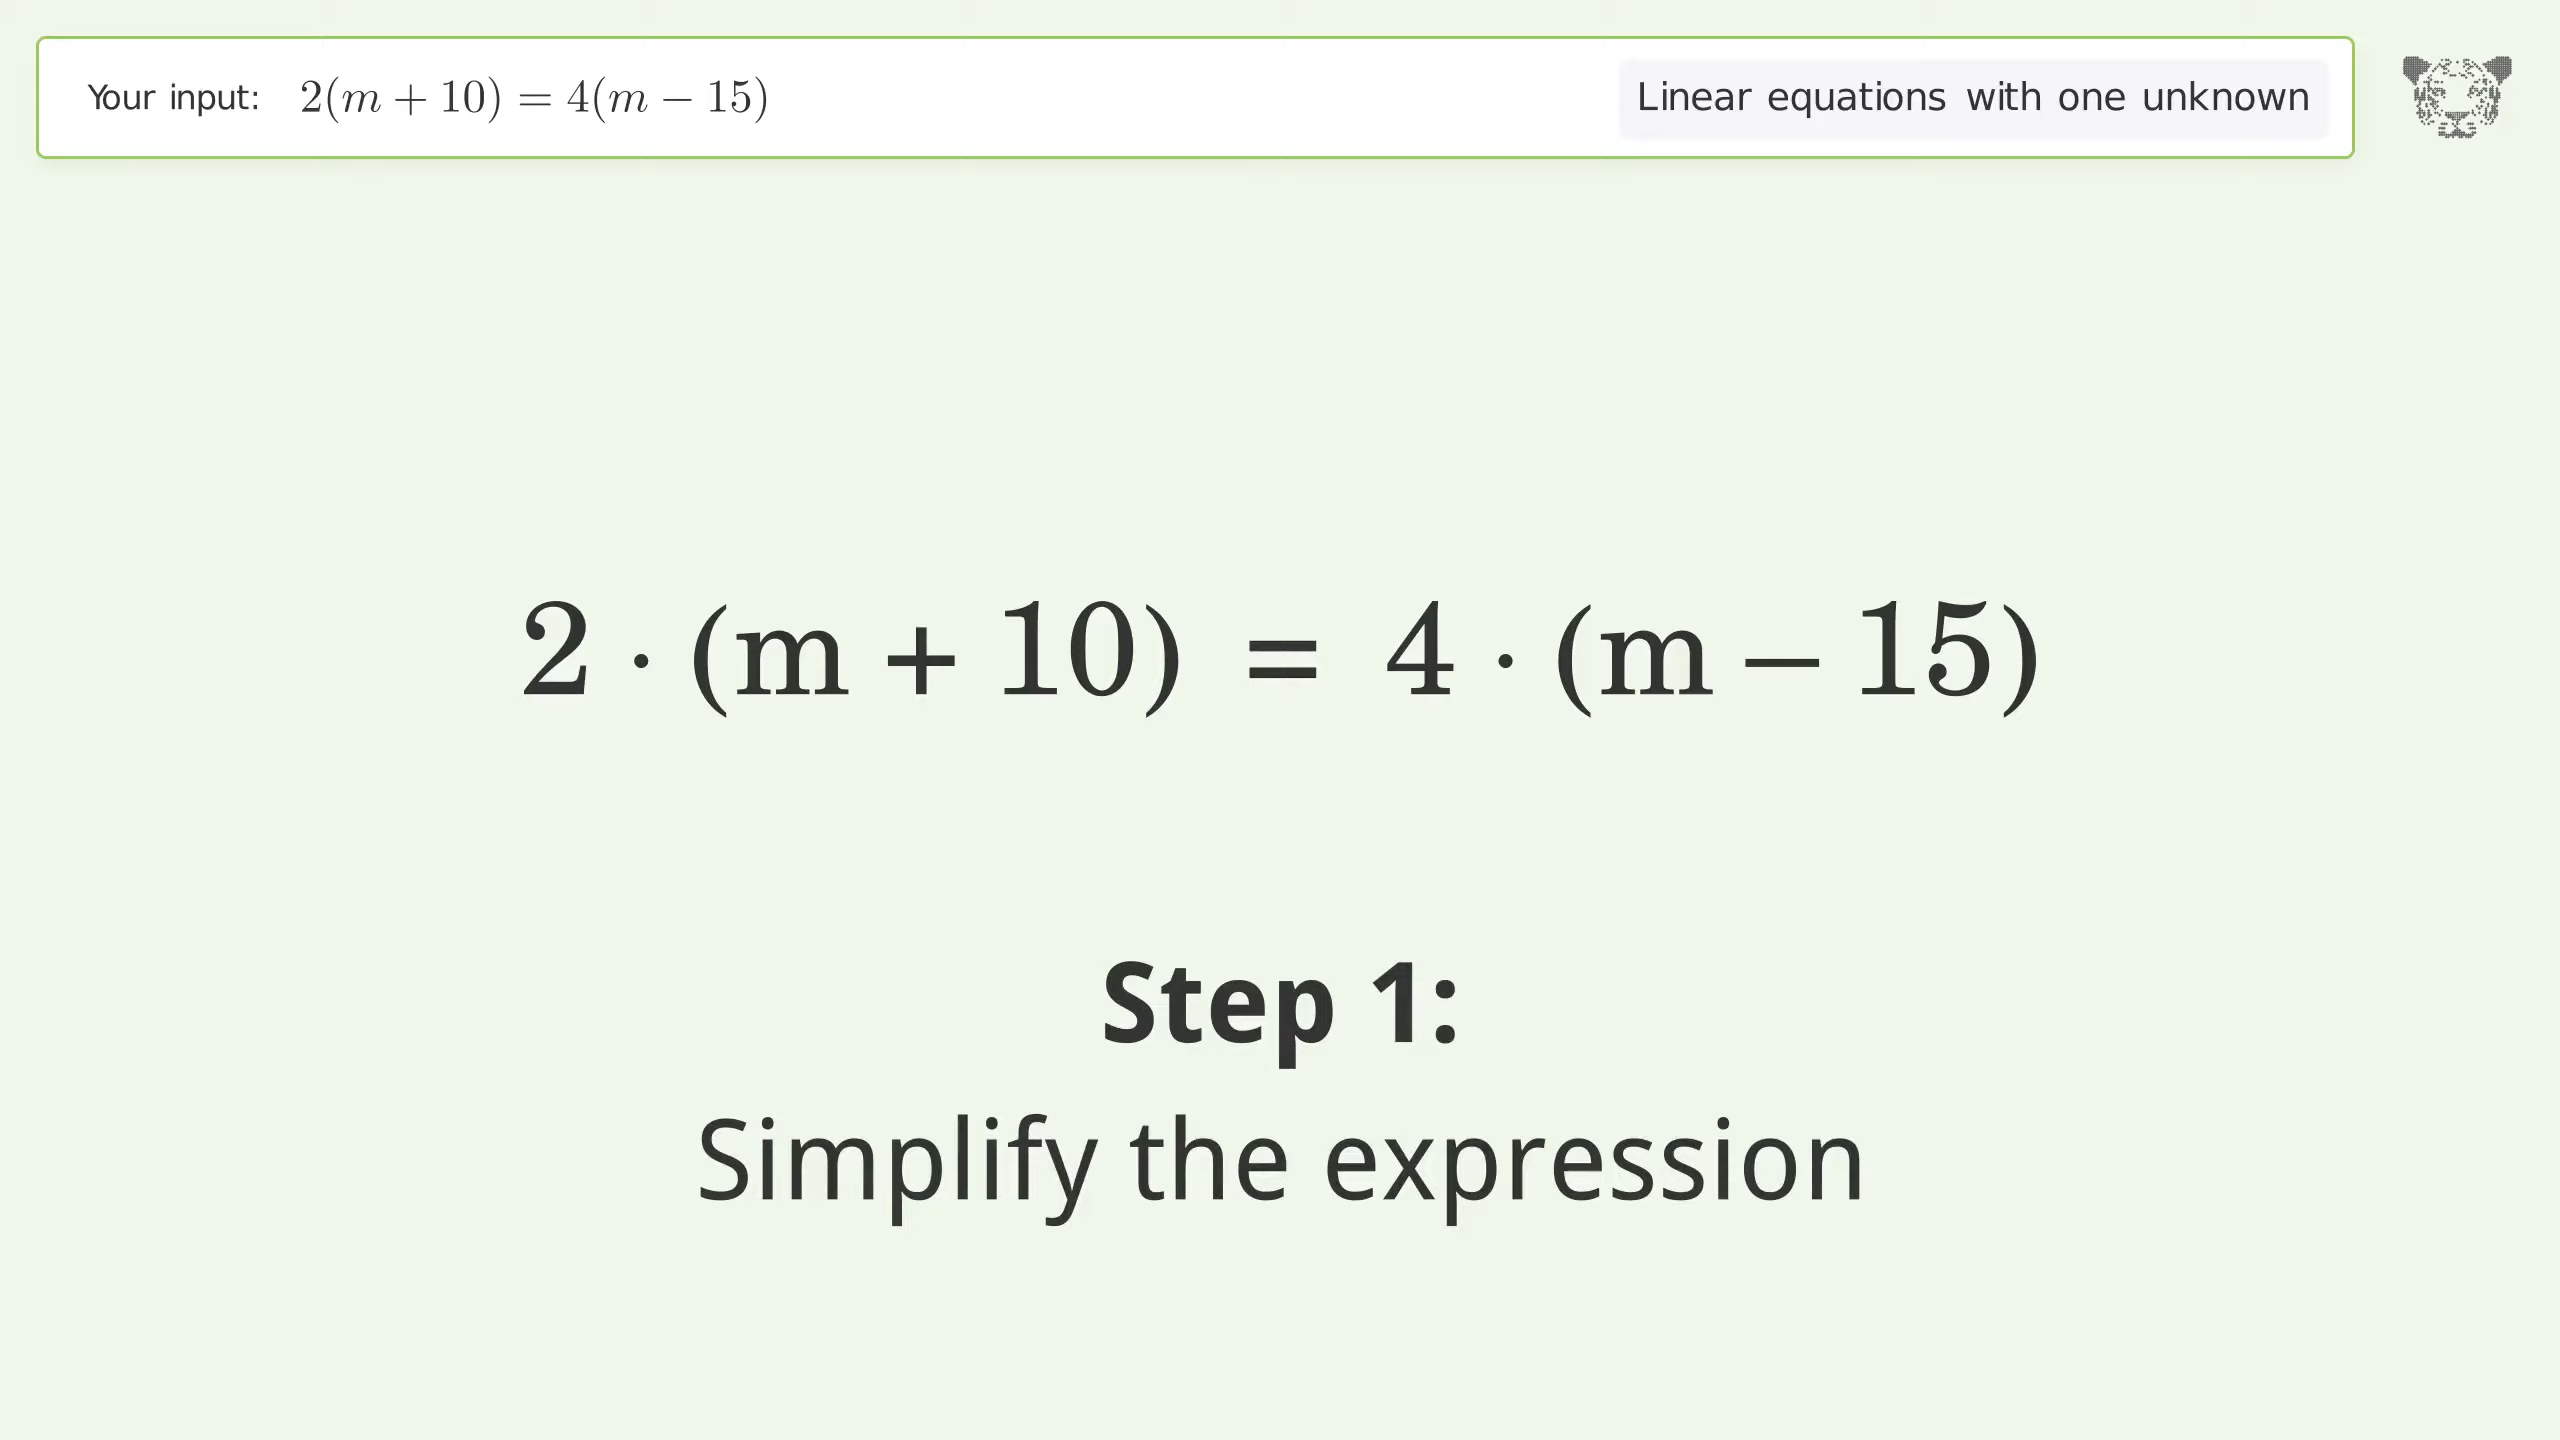 Your input: 2(m + 10) = 4(m − 15)
Linear equations with one unknown
2 · (m + 10) = 4 · (m – 15)
Step 1:
Simplify the expression